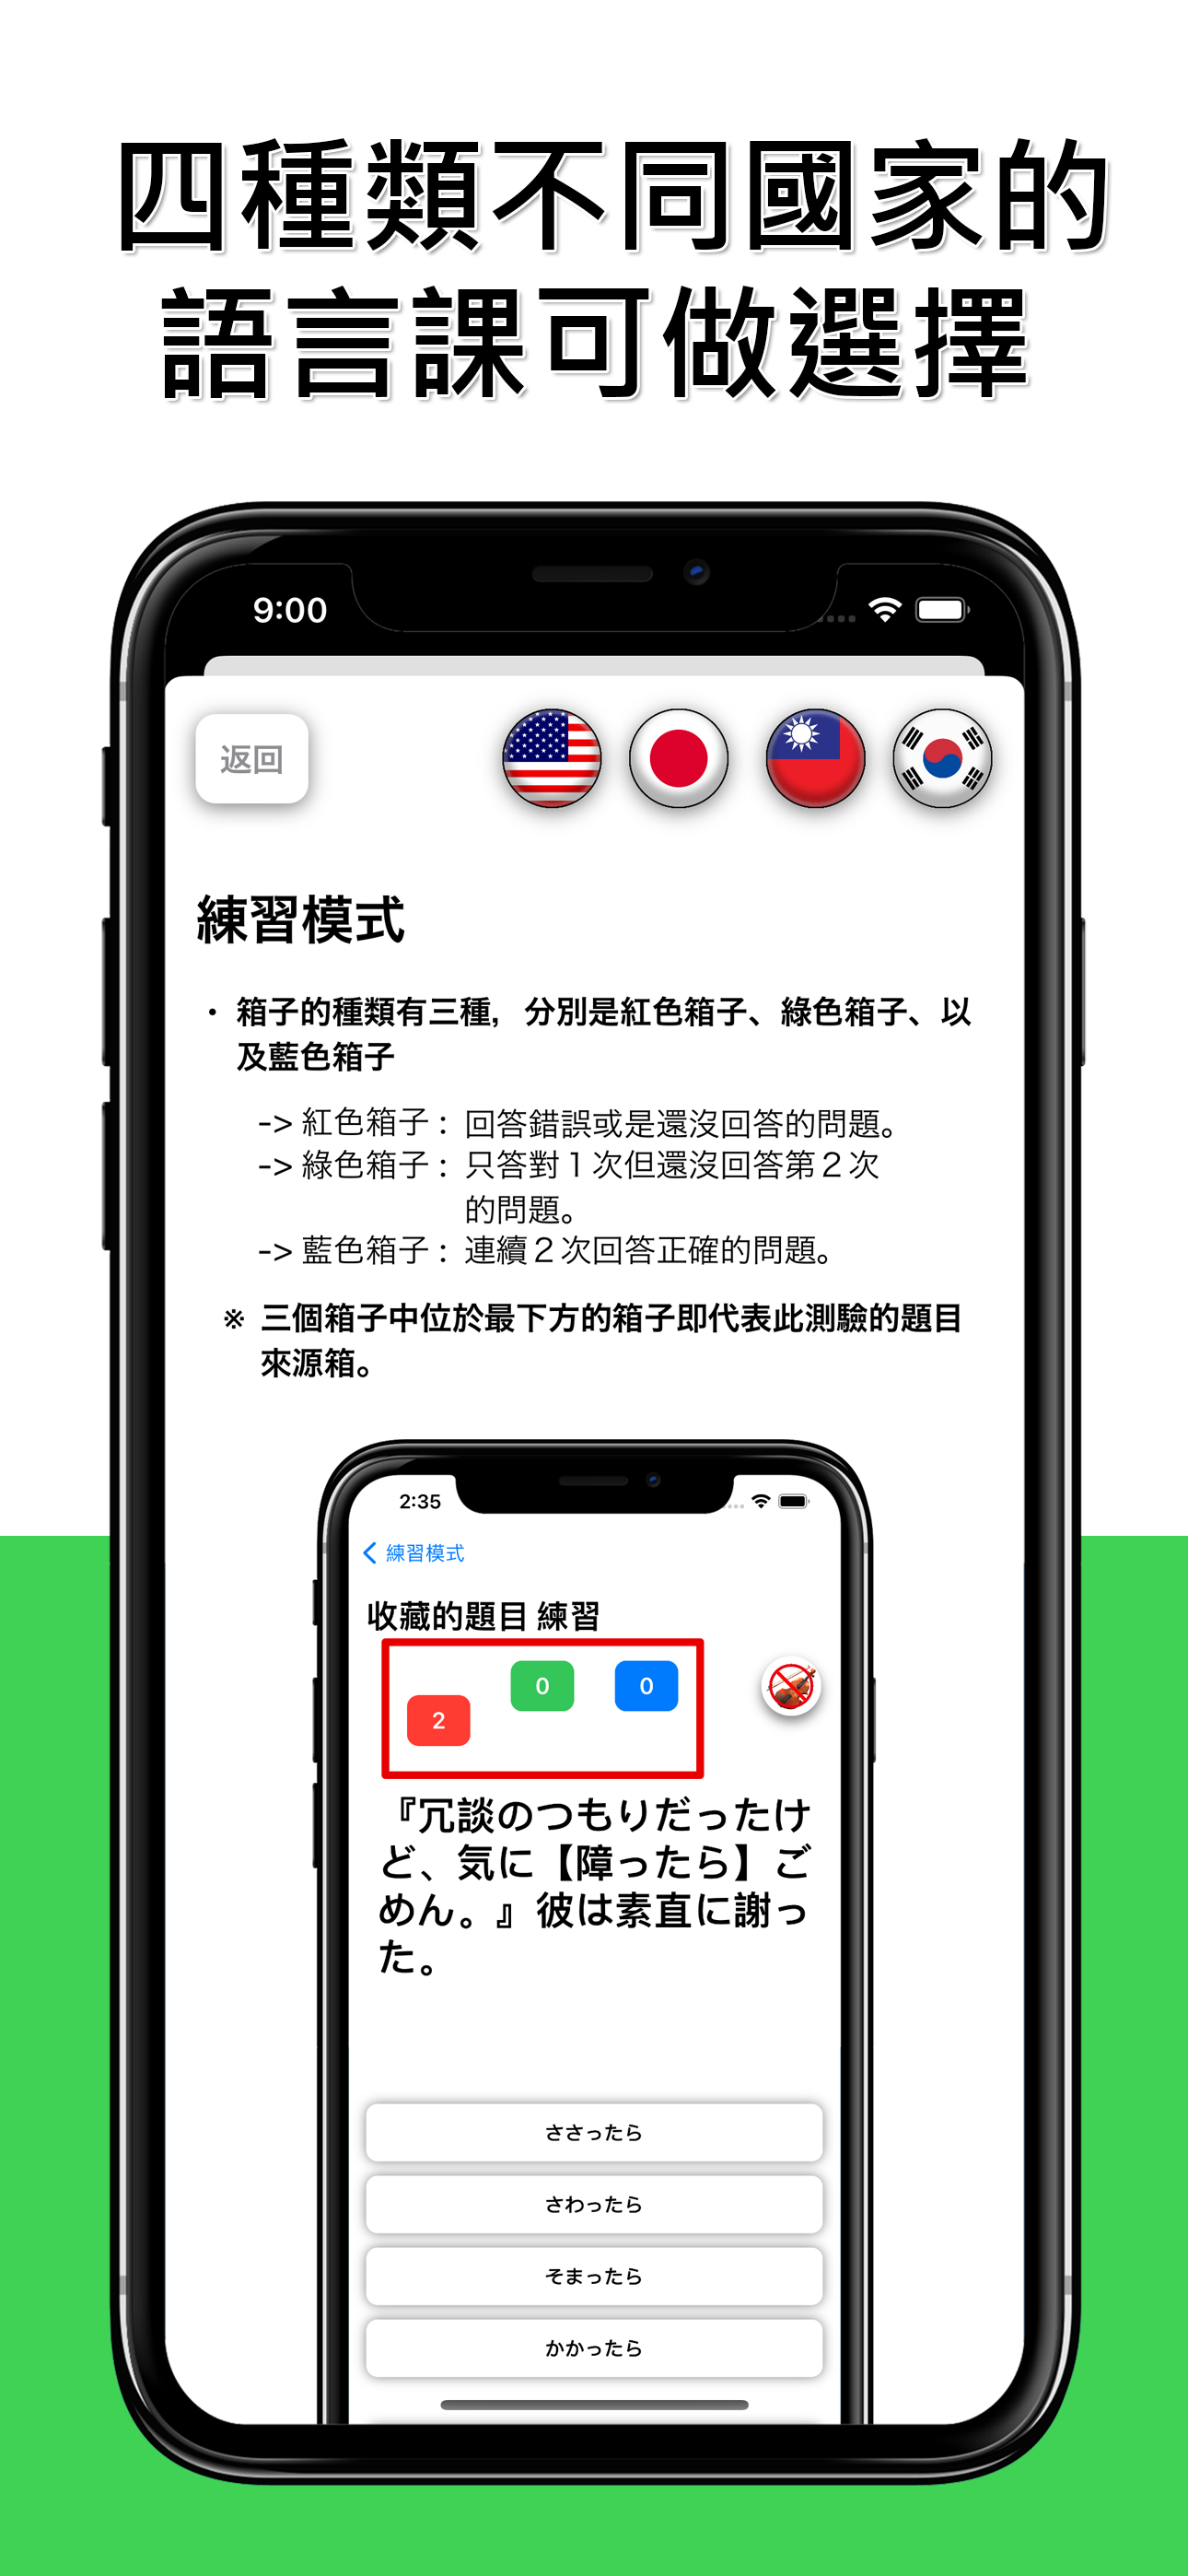 四種類不同國家的
語言課可做選擇
9:00
返回
練習模式
・ 箱子的種類有三種，分別是紅色箱子、綠色箱子、以
及藍色箱子
-> 紅色箱子：回答錯誤或是還沒回答的問題。
-> 綠色箱子：只答對１次但還沒回答第２次
的問題。
-> 藍色箱子：連續２次回答正確的問題。
※ 三個箱子中位於最下方的箱子即代表此測驗的題目
來源箱。
2:35
練習模式
收藏的題目 練習
2
0
0
『冗談のつもりだったけ
ど、気に【障ったら】ご
めん。』彼は素直に謝っ
た。
ささったら
さわったら
そまったら
かかったら